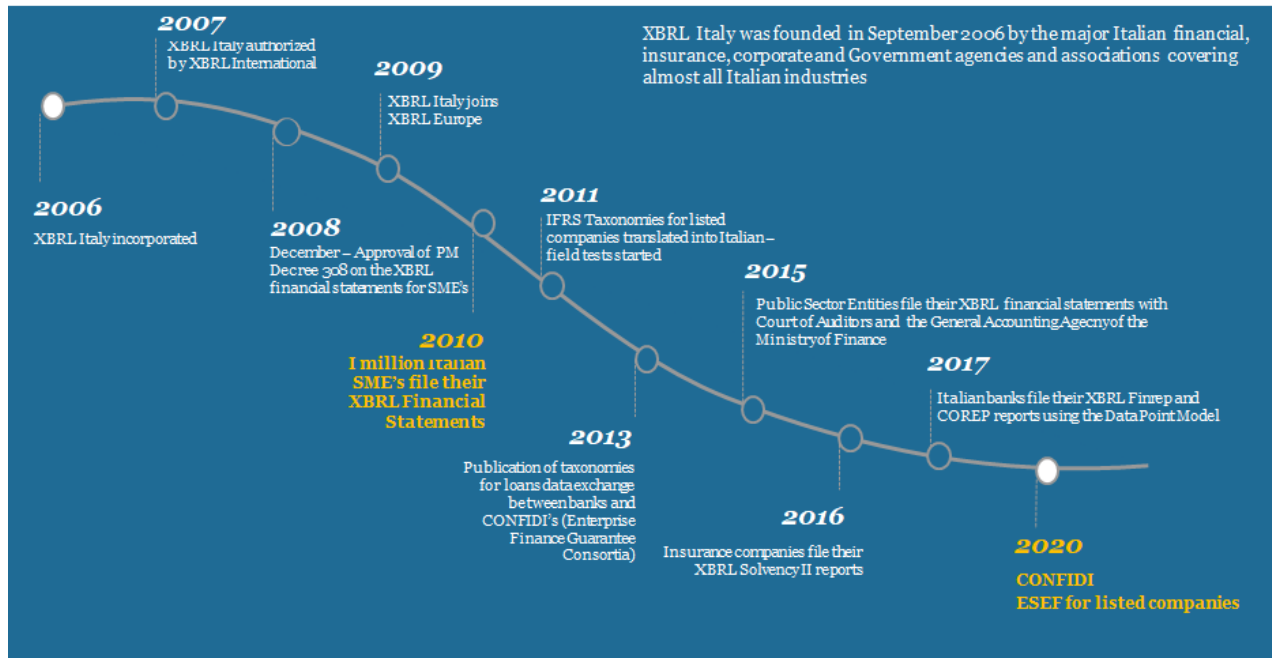 2007
XBRL Italy authorized
by XBRL International
XBRL Italy was founded in September 2006 by the major Italian financial,
insurance, corporate and Government agencies and associations covering
almost all Italian industries
2009
XBRL Italy joins
XBRL Europe
2006
XBRL Italy incorporated
2008
December – Approval of PM
Decree 308 on the XBRL
financial statements for SME's
2011
IFRS Taxonomies for listed
companies translated into Italian –
field tests started
2010
1 million Italian
SME's file their
XBRL Financial
Statements
2015
Public Sector Entities file their XBRL financial statements with
Court of Auditors and the General Accounting Agecny of the
Ministry of Finance
2013
Publication of taxonomies
for loans data exchange
between banks and
CONFIDI's (Enterprise
Finance Guarantee
Consortia)
2017
Italian banks file their XBRL Finrep and
COREP reports using the Data Point Model
2016
Insurance companies file their
XBRL Solvency II reports
2020
CONFIDI
ESEF for listed companies